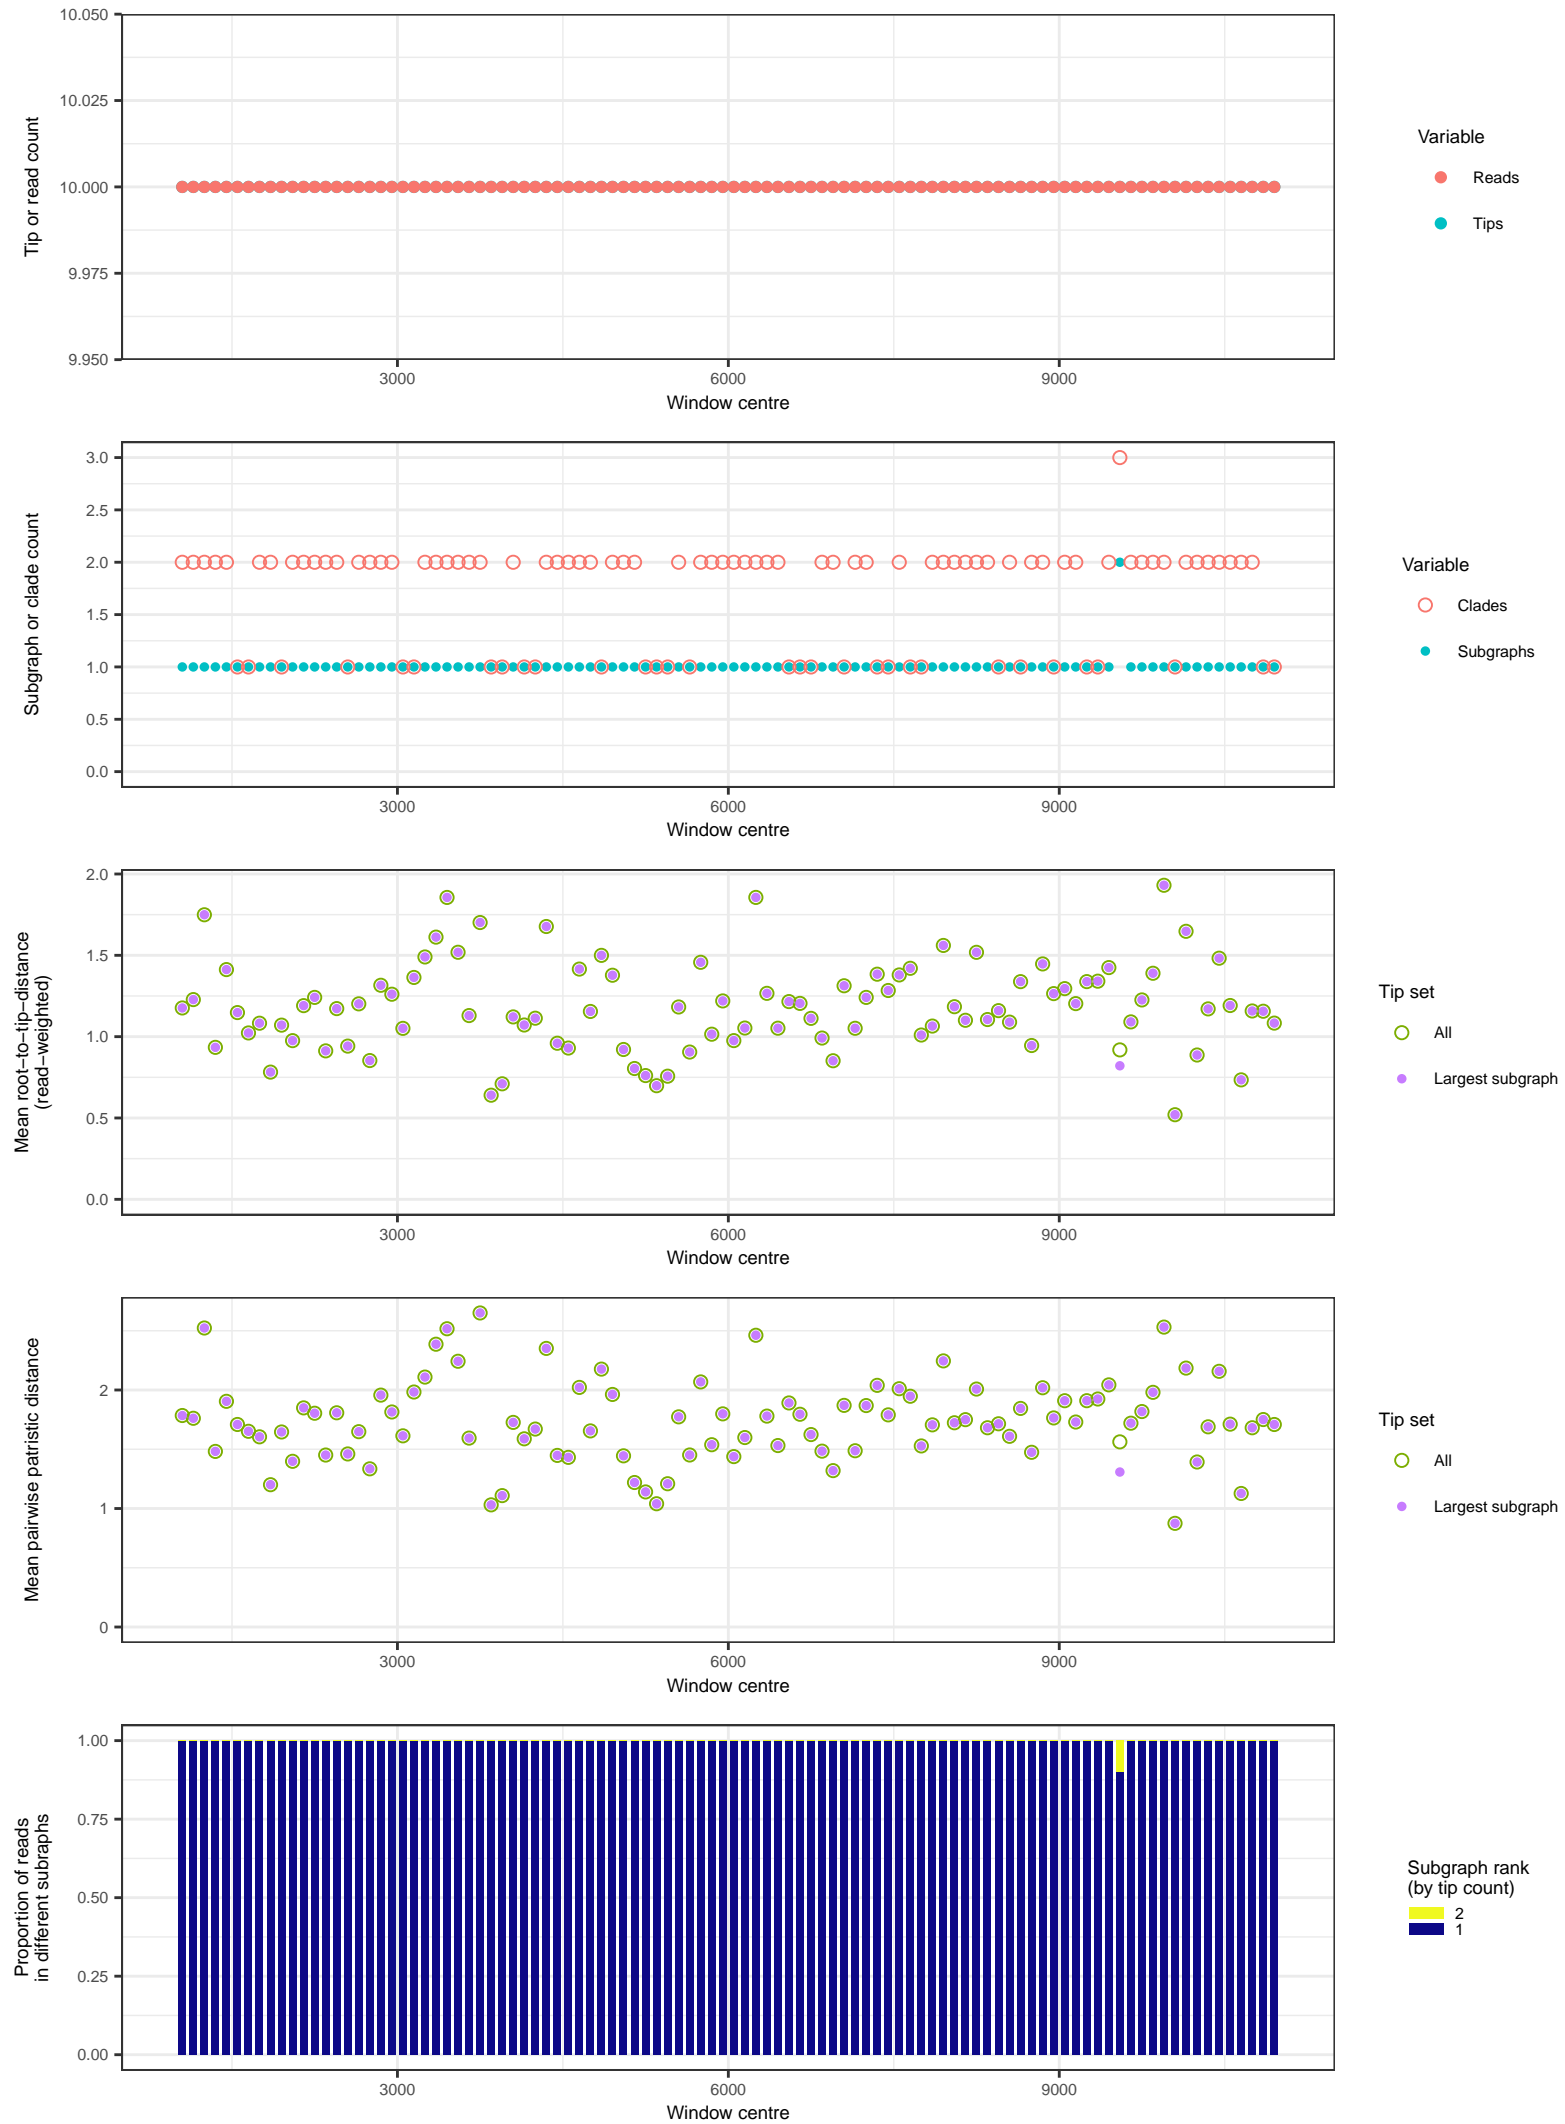 10.050
10.025
10.000
9.975
9.950
Tip or read count
3000 6000 9000
Window centre
Variable
Reads
Tips
3.0
2.5
2.0
1.5
1.0
0.5
0.0
Subgraph or clade count
3000 6000 9000
Window centre
Variable
Clades
Subgraphs
2.0
1.5
1.0
0.5
0.0
Mean root−to−tip−distance
(read−weighted)
3000 6000 9000
Window centre
Tip set
All
Largest subgraph
2
1
0
Mean pairwise patristic distance
3000 6000 9000
Window centre
Tip set
All
Largest subgraph
1.00
0.75
0.50
0.25
0.00
Proportion of reads
in different subraphs
3000 6000 9000
Window centre
Subgraph rank
(by tip count)
2
1